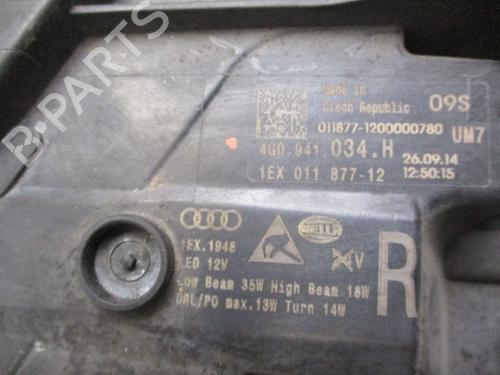 B-PARTS
Made in
Czech Republic 09S
011877-1200000780 UM7
4G0.941.034.H 26.09.14
1EX 011 877-12 12:50:15
1EX.1948 HELLA
LED 12V V
Low Beam 35W High Beam 18W R
DRL/PO max.13W Turn 14W